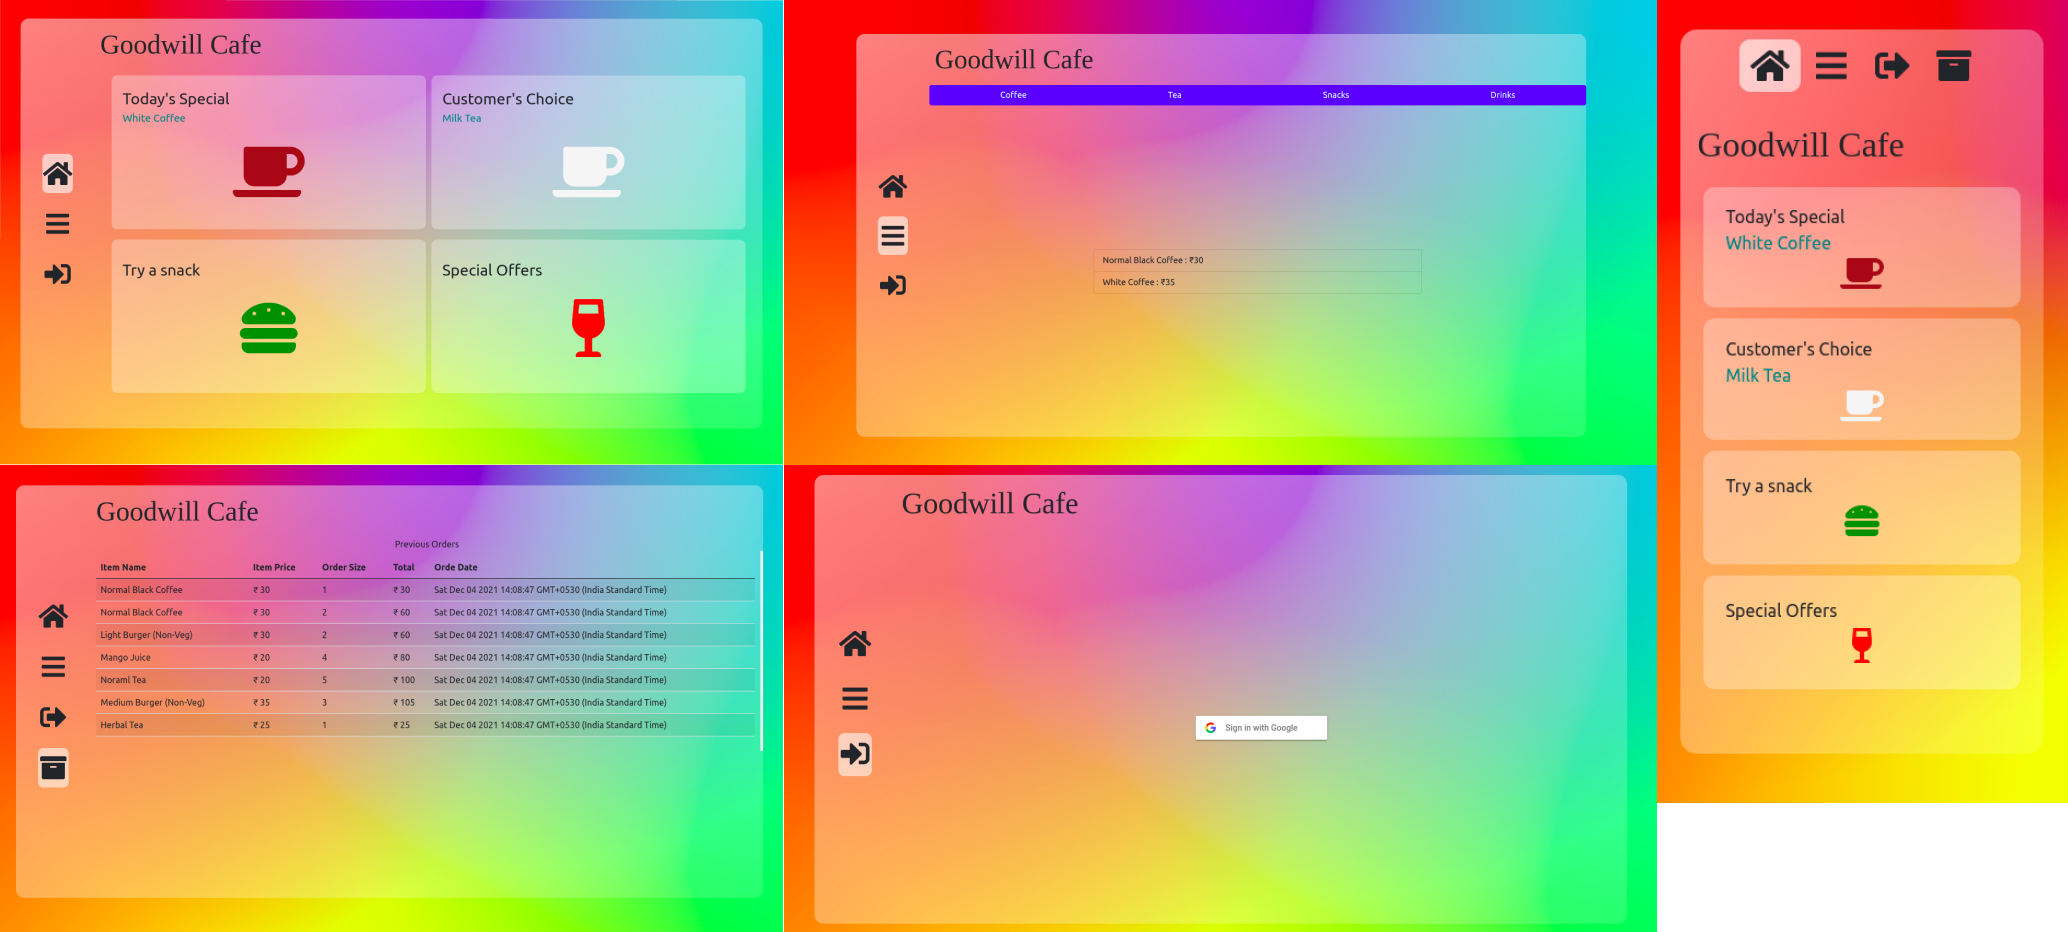 Goodwill Cafe
Today's Special
White Coffee
Customer's Choice
Milk Tea
Try a snack
Special Offers
Goodwill Cafe
Coffee Tea Snacks Drinks
Normal Black Coffee : ₹30
White Coffee : ₹35
Goodwill Cafe
Previous Orders
Item Name Item Price Order Size Total Orde Date
Normal Black Coffee ₹ 30 1 ₹ 30 Sat Dec 04 2021 14:08:47 GMT+0530 (India Standard Time)
Normal Black Coffee ₹ 30 2 ₹ 60 Sat Dec 04 2021 14:08:47 GMT+0530 (India Standard Time)
Light Burger (Non-Veg) ₹ 30 2 ₹ 60 Sat Dec 04 2021 14:08:47 GMT+0530 (India Standard Time)
Mango Juice ₹ 20 4 ₹ 80 Sat Dec 04 2021 14:08:47 GMT+0530 (India Standard Time)
Noraml Tea ₹ 20 5 ₹ 100 Sat Dec 04 2021 14:08:47 GMT+0530 (India Standard Time)
Medium Burger (Non-Veg) ₹ 35 3 ₹ 105 Sat Dec 04 2021 14:08:47 GMT+0530 (India Standard Time)
Herbal Tea ₹ 25 1 ₹ 25 Sat Dec 04 2021 14:08:47 GMT+0530 (India Standard Time)
Goodwill Cafe
Sign in with Google
Goodwill Cafe
Today's Special
White Coffee
Customer's Choice
Milk Tea
Try a snack
Special Offers